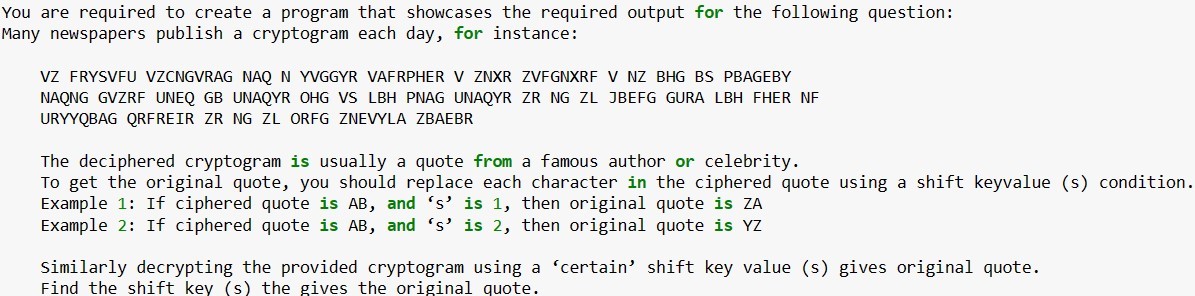 You are required to create a program that showcases the required output for the following question:
Many newspapers publish a cryptogram each day, for instance:
VZ FRYSVFU VZCNGVRAG NAQ N YVGGYR VAFRPHER V ZNXR ZVFGNXRF V NZ BHG BS PBAGEBY
NAQNG GVZRF UNEQ GB UNAQYR OHG VS LBH PNAG UNAQYR ZR NG ZL JBEFG GURA LBH FHER NF
URYYQBAG QRFREIR ZR NG ZL ORFG ZNEVYLA ZBAEBR
The deciphered cryptogram is usually a quote from a famous author or celebrity.
To get the original quote, you should replace each character in the ciphered quote using a shift keyvalue (s) condition.
Example 1: If ciphered quote is AB, and ‘s’ is 1, then original quote is ZA
Example 2: If ciphered quote is AB, and ‘s’ is 2, then original quote is YZ
Similarly decrypting the provided cryptogram using a ‘certain’ shift key value (s) gives original quote.
Find the shift key (s) the gives the original quote.